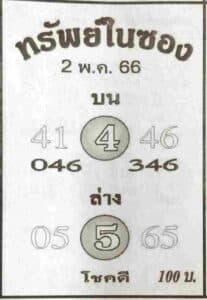 ทรัพย์ในซอง
2 พ.ค. 66
บน
41 4 46
046 346
ล่าง
05 5 65
โชคดี 100 บ.